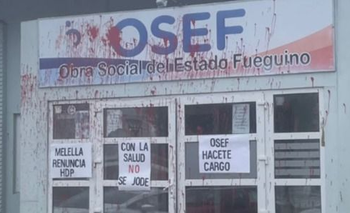 OSEF
Obra Social del Estado Fueguino
MELELLA
RENUNCIA
HDP
CON LA
SALUD
NO
SE JODE
OSEF
HACETE
CARGO